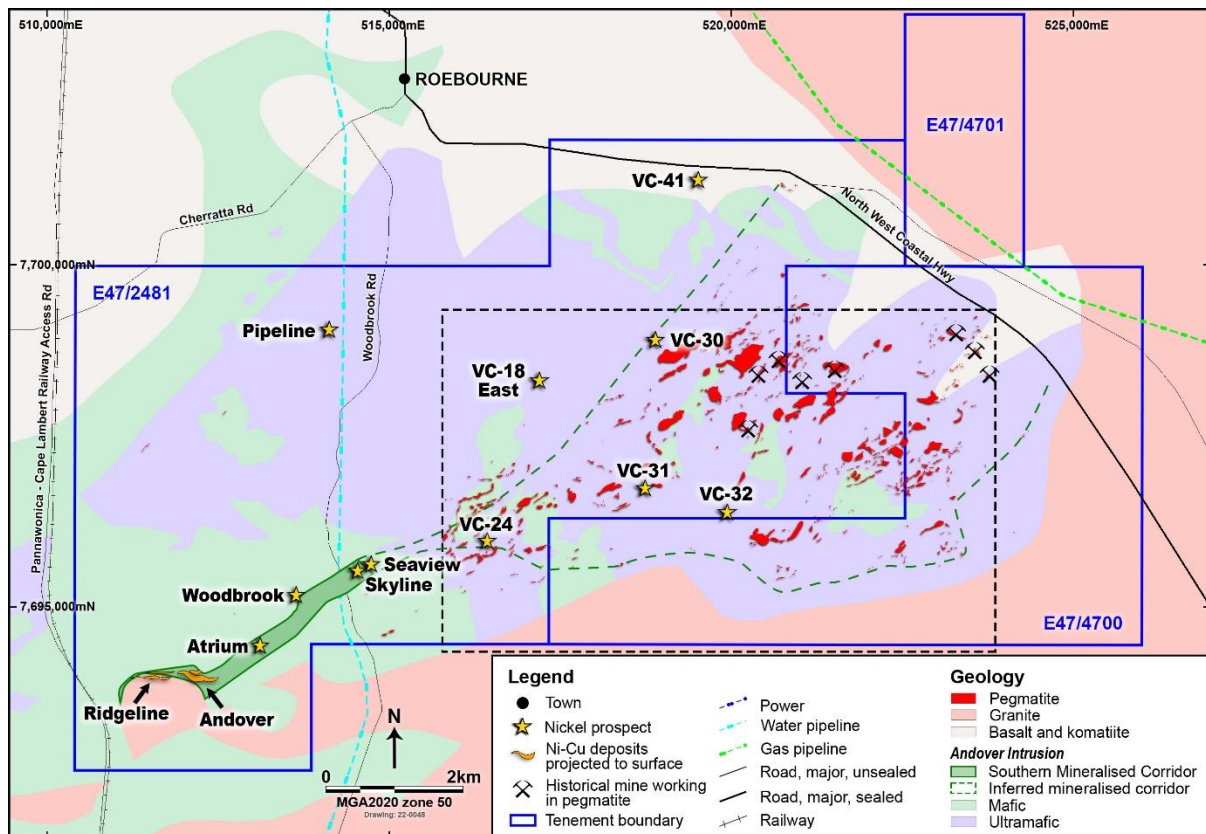 510,000mE
515,000mE
520,000mE
525,000mE
ROEBOURNE
E47/4701
VC-41
Cherratta Rd
North West Coastal Hwy
7,700,000mN
E47/2481
Woodbrook Rd
Pipeline
VC-30
VC-18
East
Pannawonica - Cape Lambert Railway Access Rd
VC-31
VC-32
VC-24
Seaview
Skyline
Woodbrook
7,695,000mN
Atrium
E47/4700
Ridgeline
Andover
N
0 2km
MGA2020 zone 50
Drawing: 22-0048
Legend
Town
Nickel prospect
Ni-Cu deposits
projected to surface
Historical mine working
in pegmatite
Tenement boundary
Power
Water pipeline
Gas pipeline
Road, major, unsealed
Road, major, sealed
Railway
Geology
Pegmatite
Granite
Basalt and komatiite
Andover Intrusion
Southern Mineralised Corridor
Inferred mineralised corridor
Mafic
Ultramafic